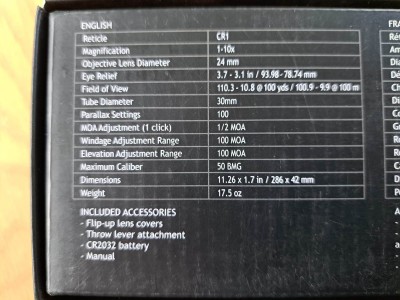 ENGLISH
Reticle CR1
Magnification 1-10x
Objective Lens Diameter 24 mm
Eye Relief 3.7 - 3.1 in / 93.98 - 78.74 mm
Field of View 110.3 - 10.8 @ 100 yds / 100.9 - 9.9 @ 100 m
Tube Diameter 30mm
Parallax Settings 100
MOA Adjustment (1 click) 1/2 MOA
Windage Adjustment Range 100 MOA
Elevation Adjustment Range 100 MOA
Maximum Caliber 50 BMG
Dimensions 11.26 x 1.7 in / 286 x 42 mm
Weight 17.5 oz
INCLUDED ACCESSORIES
- Flip-up lens covers
- Throw lever attachment
- CR2032 battery
- Manual